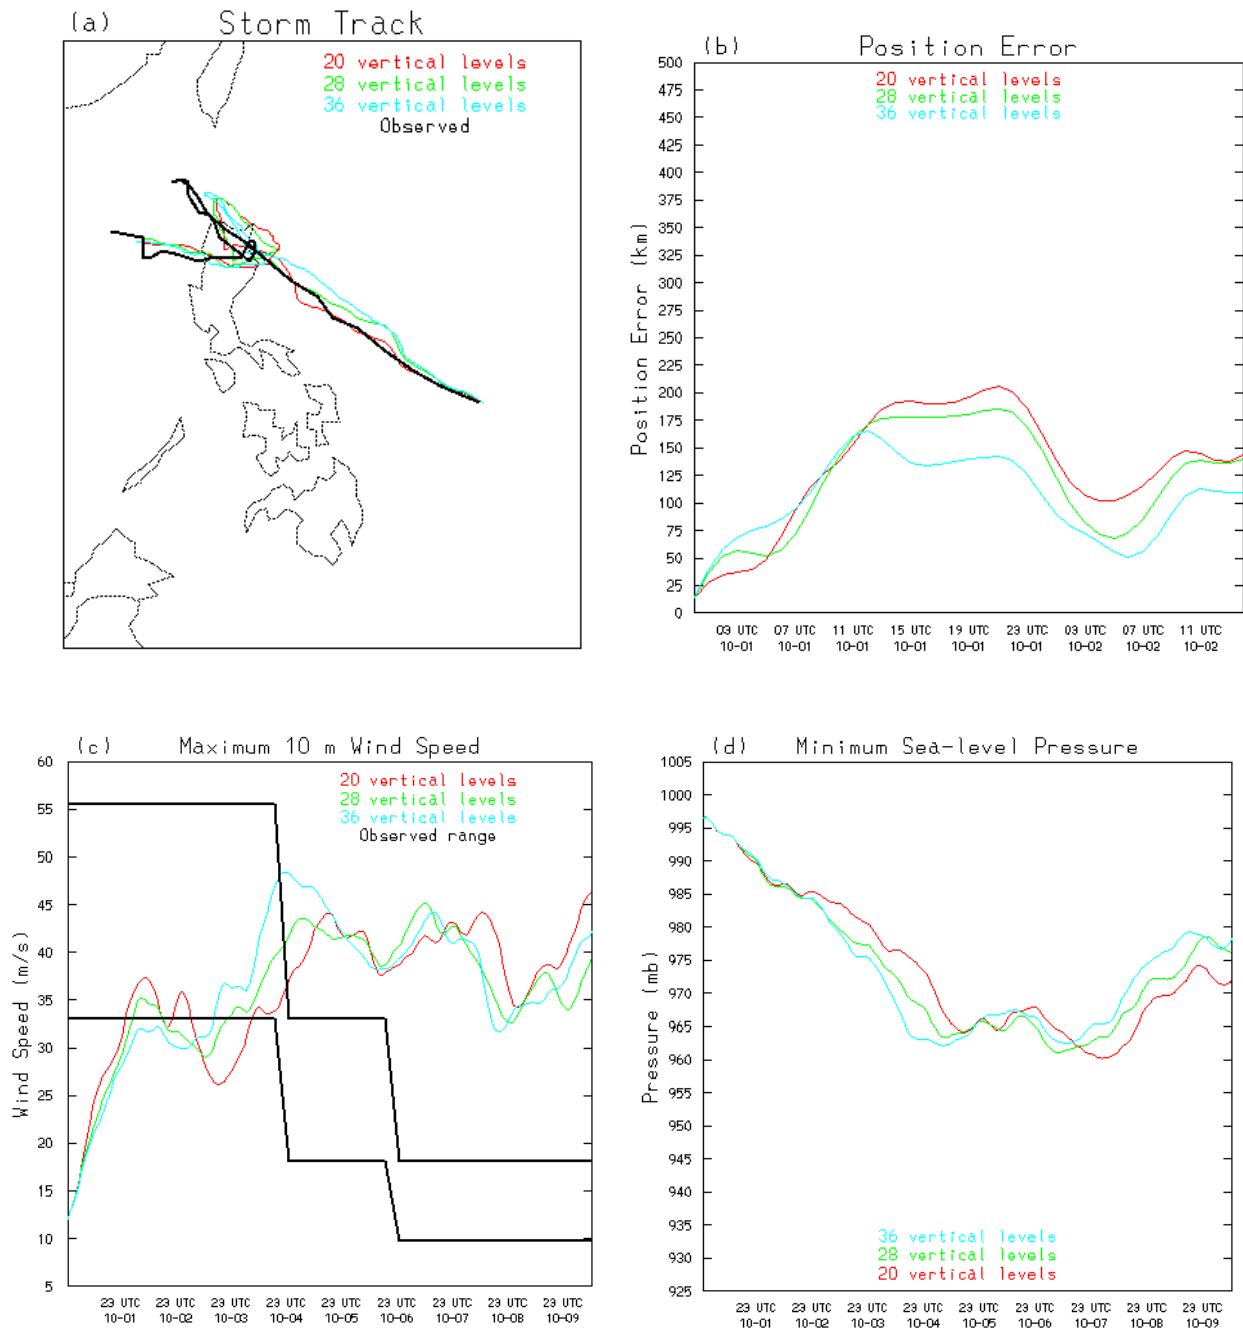 (a) Storm Track
20 vertical levels
28 vertical levels
36 vertical levels
Observed
(b) Position Error
20 vertical levels
28 vertical levels
36 vertical levels
Position Error (km)
500
475
450
425
400
375
350
325
300
275
250
225
200
175
150
125
100
75
50
25
0
03 UTC 07 UTC 11 UTC 15 UTC 19 UTC 23 UTC 03 UTC 07 UTC 11 UTC
10-01 10-01 10-01 10-01 10-01 10-01 10-02 10-02 10-02
(c) Maximum 10 m Wind Speed
20 vertical levels
28 vertical levels
36 vertical levels
Observed range
Wind Speed (m/s)
60
55
50
45
40
35
30
25
20
15
10
5
23 UTC 23 UTC 23 UTC 23 UTC 23 UTC 23 UTC 23 UTC 23 UTC 23 UTC
10-01 10-02 10-03 10-04 10-05 10-06 10-07 10-08 10-09
(d) Minimum Sea-level Pressure
Pressure (mb)
1005
1000
995
990
985
980
975
970
965
960
955
950
945
940
935
930
925
36 vertical levels
28 vertical levels
20 vertical levels
23 UTC 23 UTC 23 UTC 23 UTC 23 UTC 23 UTC 23 UTC 23 UTC 23 UTC
10-01 10-02 10-03 10-04 10-05 10-06 10-07 10-08 10-09